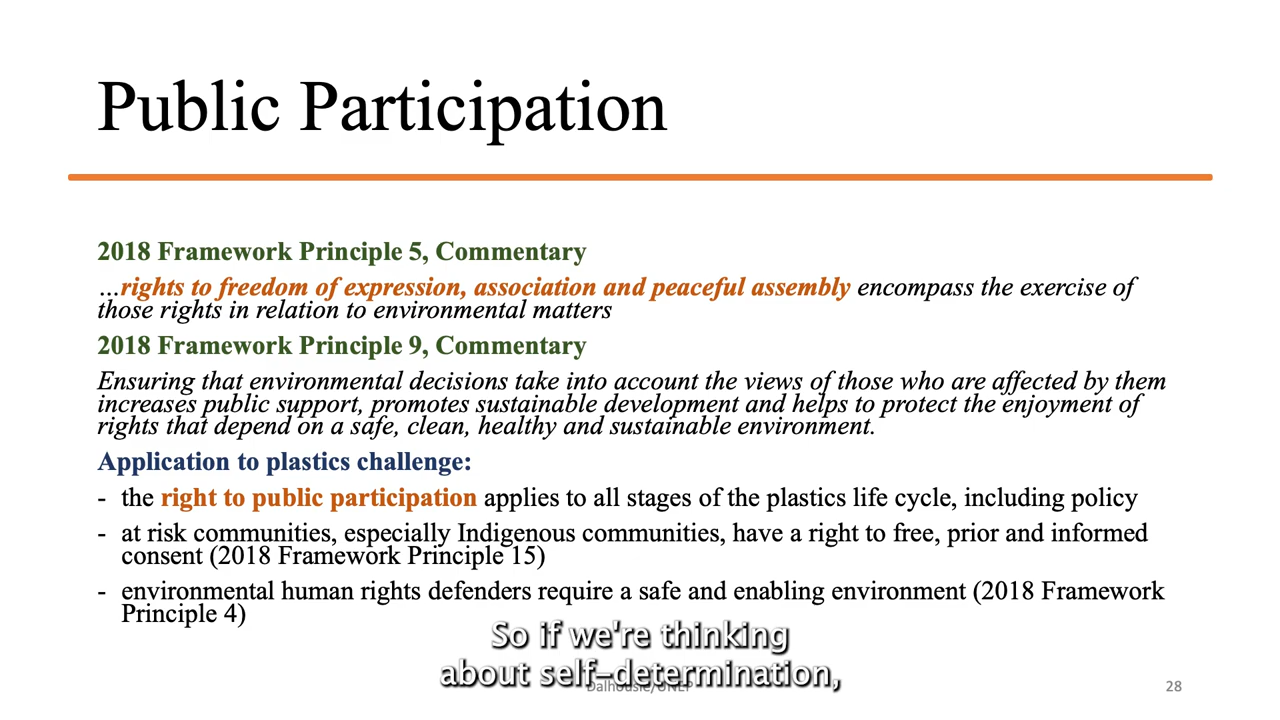 Public Participation
2018 Framework Principle 5, Commentary
...rights to freedom of expression, association and peaceful assembly encompass the exercise of
those rights in relation to environmental matters
2018 Framework Principle 9, Commentary
Ensuring that environmental decisions take into account the views of those who are affected by them
increases public support, promotes sustainable development and helps to protect the enjoyment of
rights that depend on a safe, clean, healthy and sustainable environment.
Application to plastics challenge:
- the right to public participation applies to all stages of the plastics life cycle, including policy
- at risk communities, especially Indigenous communities, have a right to free, prior and informed
consent (2018 Framework Principle 15)
- environmental human rights defenders require a safe and enabling environment (2018 Framework
Principle 4)
So if we're thinking
about self-determination,
Dalhousie/UNEP
28